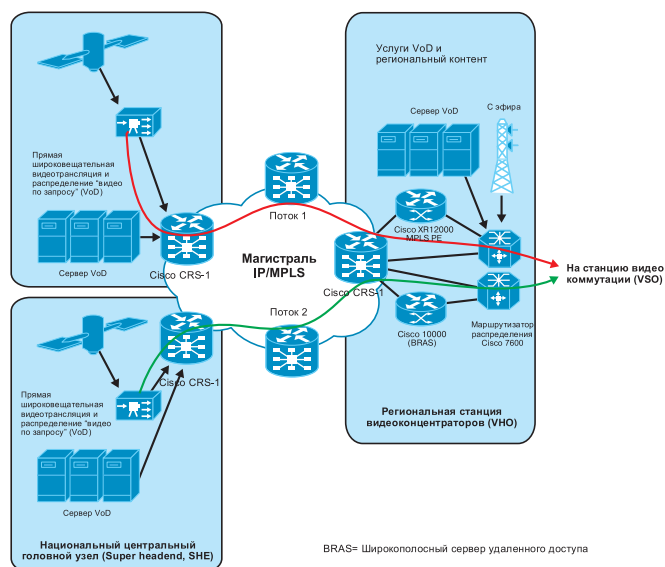 Прямая
широковещательная
видеотрансляция и
распределение "видео
по запросу" (VoD)
Сервер VoD
Cisco CRS-1
Прямая
широковещательная
видеотрансляция и
распределение "видео
по запросу" (VoD)
Cisco CRS-1
Сервер VoD
Национальный центральный
головной узел (Super headend, SHE)
Поток 1
Магистраль
IP/MPLS
Поток 2
Услуги VoD и
региональный контент
Сервер VoD
С эфира
Cisco XR12000
MPLS PE
Cisco CRS-1
Cisco 10000
(BRAS)
Маршрутизатор
распределения
Cisco 7600
Региональная станция
видеоконцентраторов (VHO)
На станцию видео
коммутации (VSO)
BRAS= Широкополосный сервер удаленного доступа